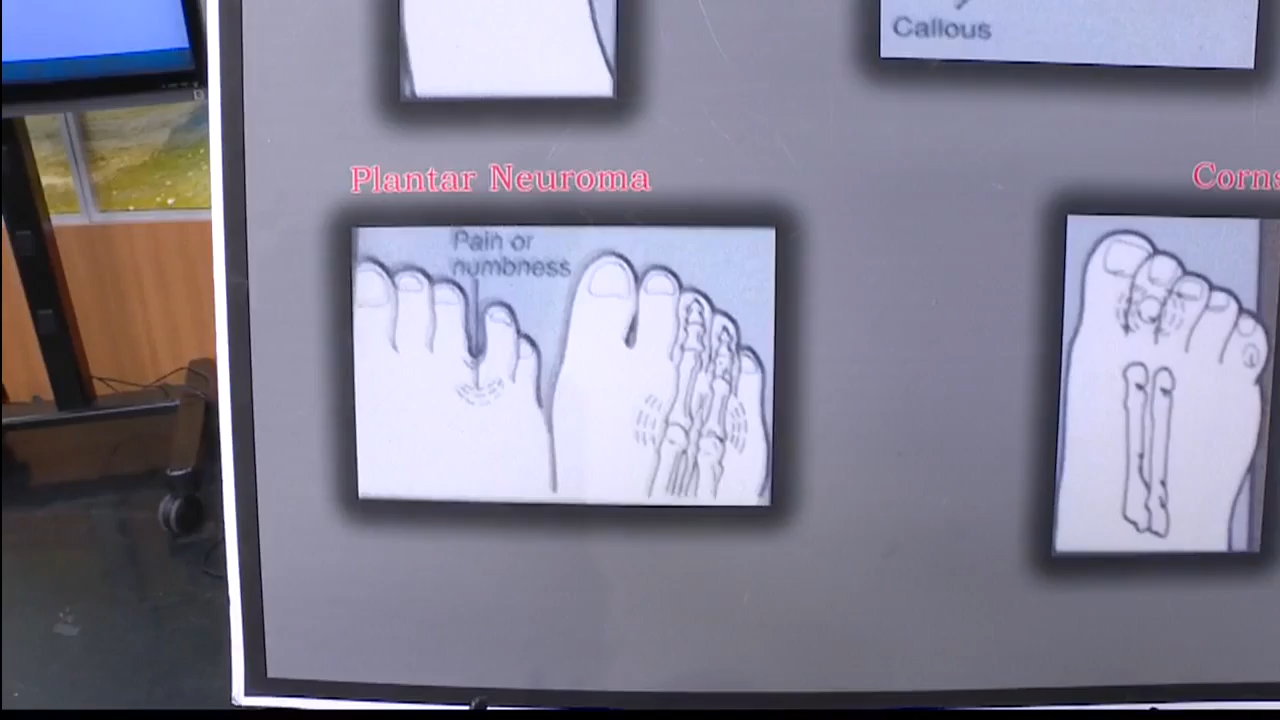 Callous
Plantar Neuroma
Corns
Pain or
numbness